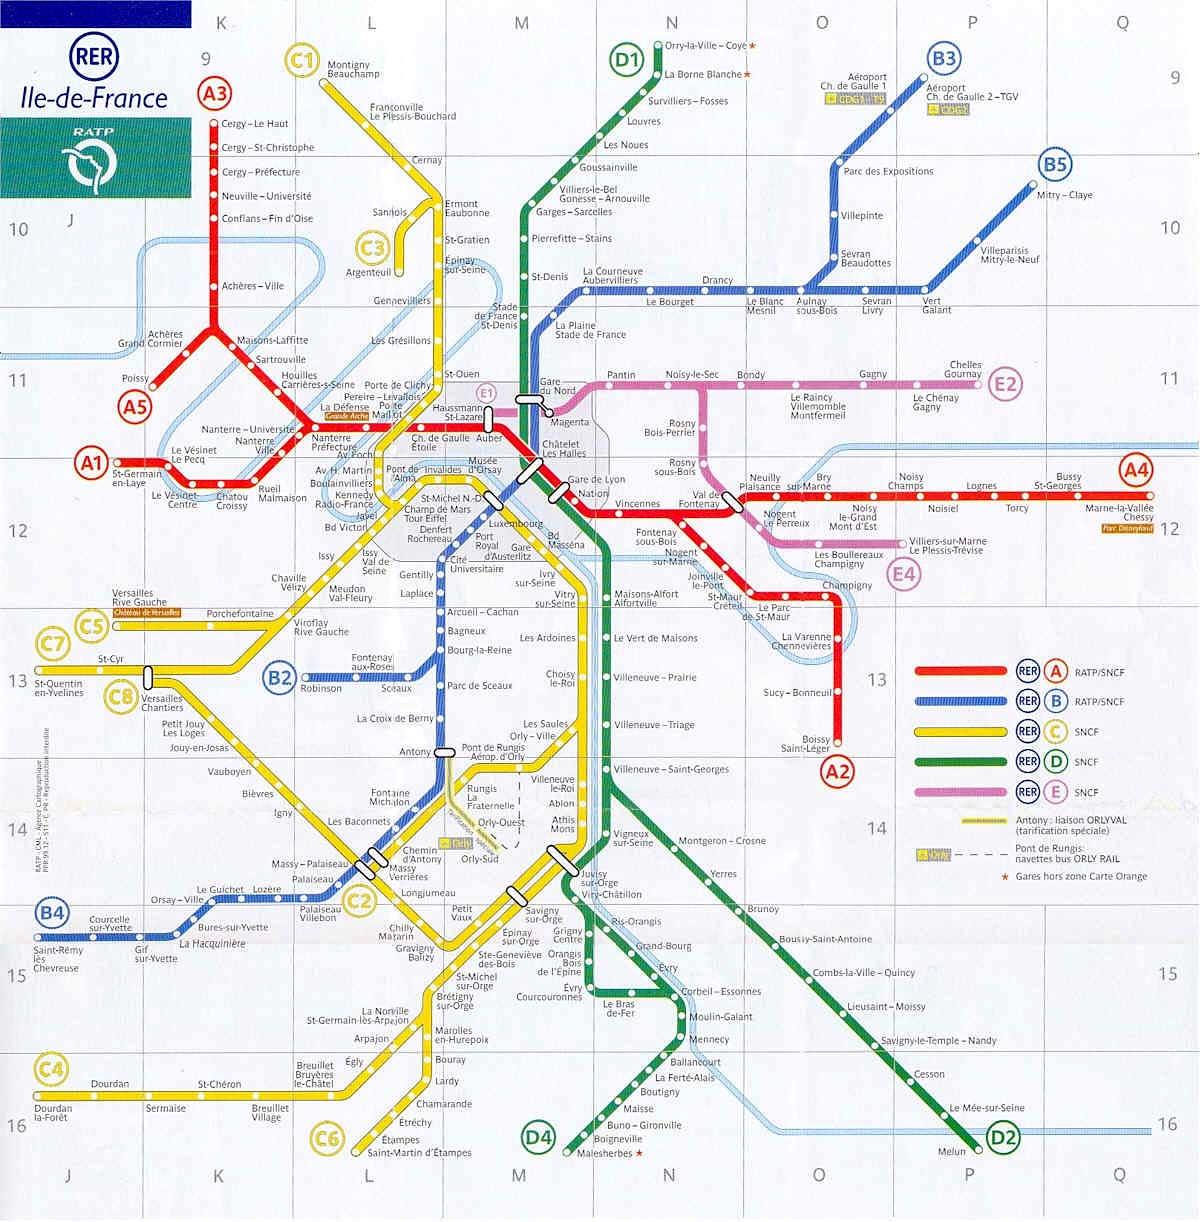 RER
Ile-de-France
RATP
J
K
L
M
N
O
P
Q
9
10
11
12
13
14
15
16
9
10
11
12
13
14
15
16
J
K
L
M
N
O
P
Q
A3
Cergy – Le Haut
Cergy – St-Christophe
Cergy – Préfecture
Neuville – Université
Conflans – Fin d'Oise
Achères – Ville
Achères
Grand Cormier
Poissy
A5
Maisons-Laffitte
Sartrouville
Houilles
Carrières-s-Seine
A1
St-Germain
en-Laye
Le Vésinet
Le Pecq
Le Vésinet
Centre
Chatou
Croissy
Rueil
Malmaison
Nanterre
Ville
Nanterre – Université
Nanterre
Préfecture
La Défense
Grande Arche
Ch. de Gaulle
Étoile
Auber
Châtelet
Les Halles
Gare de Lyon
Nation
Vincennes
Val de
Fontenay
Neuilly
Plaisance
Bry
sur-Marne
Noisy
le-Grand
Mont d'Est
Noisy
Champs
Noisiel
Lognes
Torcy
Bussy
St-Georges
Marne-la-Vallée
Chessy
Parc Disneyland
A4
Fontenay
sous-Bois
Nogent
sur-Marne
Joinville
le-Pont
St-Maur
Créteil
Le Parc
de St-Maur
Champigny
La Varenne
Chennevières
Sucy – Bonneuil
Boissy
Saint-Léger
A2
B3
Aéroport
Ch. de Gaulle 1
Aéroport
Ch. de Gaulle 2 – TGV
Parc des Expositions
Villepinte
Sevran
Beaudottes
B5
Mitry – Claye
Villeparisis
Mitry-le-Neuf
Vert
Galant
Sevran
Livry
Aulnay
sous-Bois
Le Blanc
Mesnil
Drancy
Le Bourget
La Courneuve
Aubervilliers
La Plaine
Stade de France
Gare
du Nord
St-Michel N.-D.
Luxembourg
Port
Royal
Denfert
Rochereau
Cité
Universitaire
Gentilly
Laplace
Arcueil – Cachan
Bagneux
Bourg-la-Reine
B2
Robinson
Fontenay
aux-Roses
Sceaux
Parc de Sceaux
La Croix de Berny
Antony
Fontaine
Michalon
Les Baconnets
Massy
Verrières
Massy – Palaiseau
Palaiseau
Palaiseau
Villebon
Lozère
Le Guichet
Orsay – Ville
Bures-sur-Yvette
La Hacquinière
Gif
sur-Yvette
Courcelle
sur-Yvette
Saint-Rémy
lès
Chevreuse
B4
C1
Montigny
Beauchamp
Franconville
Le Plessis-Bouchard
Cernay
Ermont
Eaubonne
Sannois
C3
Argenteuil
St-Gratien
Épinay
sur-Seine
Gennevilliers
Les Grésillons
St-Ouen
Porte de Clichy
Pereire – Levallois
Porte
Maillot
Av. Foch
Av. H. Martin
Boulainvilliers
Kennedy
Radio-France
Pont de
l'Alma
Invalides
Musée
d'Orsay
Champ de Mars
Tour Eiffel
Javel
Bd Victor
Issy
Val de
Seine
Issy
Meudon
Val-Fleury
Chaville
Vélizy
Viroflay
Rive Gauche
Porchefontaine
Versailles
Rive Gauche
Château de Versailles
C5
C7
St-Quentin
en-Yvelines
St-Cyr
C8
Versailles
Chantiers
Petit Jouy
Les Loges
Jouy-en-Josas
Vauboyen
Bièvres
Igny
C2
Longjumeau
Chilly
Mazarin
Gravigny
Balizy
Petit
Vaux
Savigny
sur-Orge
Épinay
sur-Orge
Ste-Geneviève
des-Bois
St-Michel
sur-Orge
Brétigny
sur-Orge
La Norville
St-Germain-lès-Arpajon
Arpajon
Égly
Breuillet
Bruyères
le-Châtel
Breuillet
Village
St-Chéron
Sermaise
Dourdan
Dourdan
la-Forêt
C4
Marolles
en-Hurepoix
Bouray
Lardy
Chamarande
Étréchy
Étampes
Saint-Martin d'Étampes
C6
Gare
d'Austerlitz
Bd
Masséna
Ivry
sur-Seine
Vitry
sur-Seine
Les Ardoines
Choisy
le-Roi
Les Saules
Orly – Ville
Pont de Rungis
Aérop. d'Orly
Rungis
La
Fraternelle
Chemin
d'Antony
Orly-Ouest
Orly-Sud
Orly
Tarification spéciale
Villeneuve
le-Roi
Ablon
Athis
Mons
Juvisy
sur-Orge
D1
Orry-la-Ville – Coye ★
La Borne Blanche ★
Survilliers – Fosses
Louvres
Les Noues
Goussainville
Villiers-le-Bel
Gonesse – Arnouville
Garges – Sarcelles
Pierrefitte – Stains
St-Denis
Stade
de France
St-Denis
Maisons-Alfort
Alfortville
Le Vert de Maisons
Villeneuve – Prairie
Villeneuve – Triage
Villeneuve – Saint-Georges
Vigneux
sur-Seine
Viry-Châtillon
Ris-Orangis
Grand-Bourg
Évry
Grigny
Centre
Orangis
Bois
de l'Épine
Évry
Courcouronnes
Le Bras
de-Fer
Corbeil – Essonnes
Moulin-Galant
Mennecy
Ballancourt
La Ferté-Alais
Boutigny
Maisse
Buno – Gironville
Boigneville
Malesherbes ★
D4
Montgeron – Crosne
Yerres
Brunoy
Boussy-Saint-Antoine
Combs-la-Ville – Quincy
Lieusaint – Moissy
Savigny-le-Temple – Nandy
Cesson
Le Mée-sur-Seine
Melun
D2
E1
Haussmann
St-Lazare
Magenta
Pantin
Noisy-le-Sec
Bondy
Le Raincy
Villemomble
Montfermeil
Gagny
Le Chénay
Gagny
Chelles
Gournay
E2
Rosny
Bois-Perrier
Rosny
sous-Bois
Nogent
Le Perreux
Les Boullereaux
Champigny
Villiers-sur-Marne
Le Plessis-Trévise
E4
RER A RATP/SNCF
RER B RATP/SNCF
RER C SNCF
RER D SNCF
RER E SNCF
Antony : liaison ORLYVAL
(tarification spéciale)
Pont de Rungis:
navettes bus ORLY RAIL
★ Gares hors zone Carte Orange